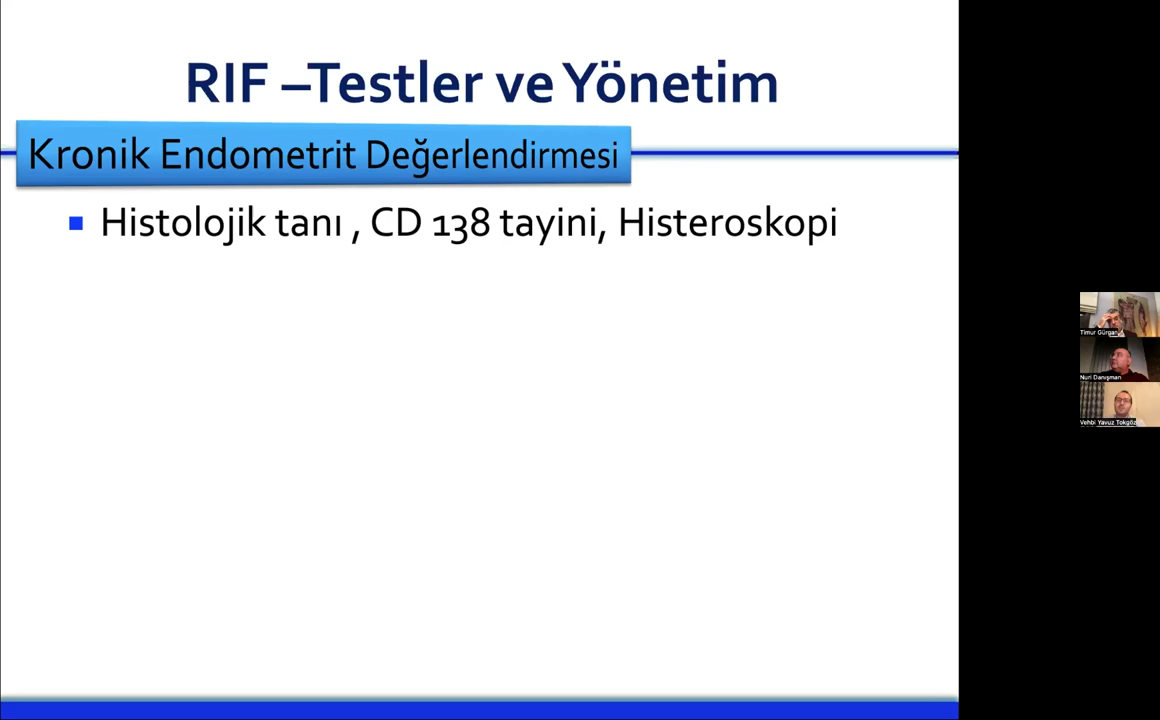 RIF –Testler ve Yönetim
Kronik Endometrit Değerlendirmesi
Histolojik tanı , CD 138 tayini, Histeroskopi
Timur Gürgan
Nuri Danışman
Vehbi Yavuz Tokgöz